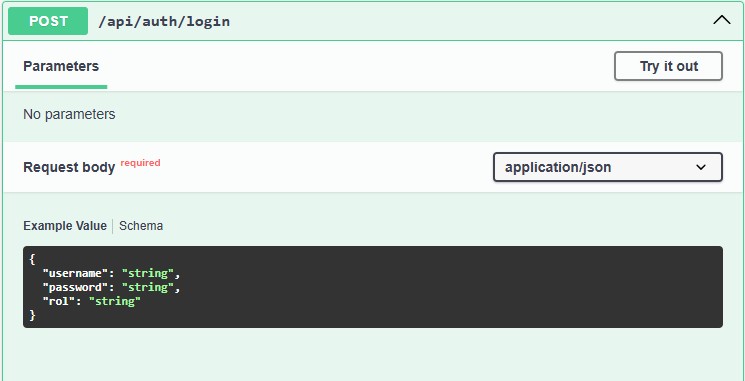 POST /api/auth/login
Parameters Try it out
No parameters
Request body required application/json
Example Value Schema
{
"username": "string",
"password": "string",
"rol": "string"
}